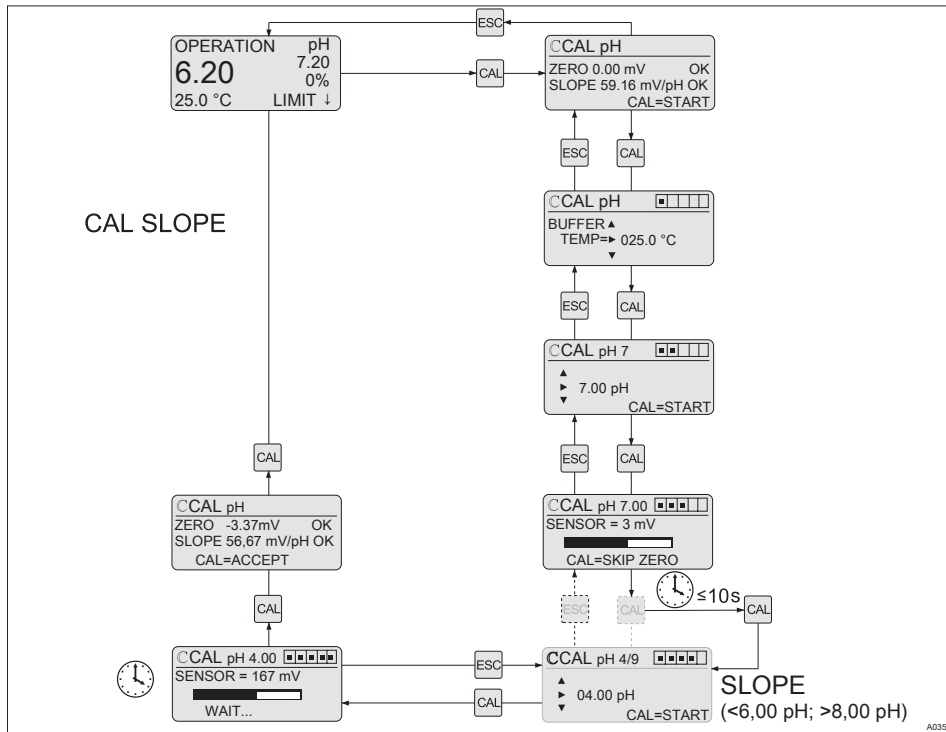 ESC
OPERATION pH
6.20 7.20
0%
25.0 °C LIMIT ↓
CAL
CCAL pH
ZERO 0.00 mV OK
SLOPE 59.16 mV/pH OK
CAL=START
ESC
CAL
CCAL pH
BUFFER
TEMP= 025.0 °C
CAL SLOPE
ESC
CAL
CCAL pH 7
7.00 pH
CAL=START
ESC
CAL
CAL
CCAL pH
ZERO -3.37mV OK
SLOPE 56,67 mV/pH OK
CAL=ACCEPT
CCAL pH 7.00
SENSOR = 3 mV
CAL=SKIP ZERO
CAL
ESC
CAL
≤10s
CAL
CCAL pH 4.00
SENSOR = 167 mV
WAIT...
ESC
CAL
CCAL pH 4/9
04.00 pH
CAL=START
SLOPE
(<6,00 pH; >8,00 pH)
A035